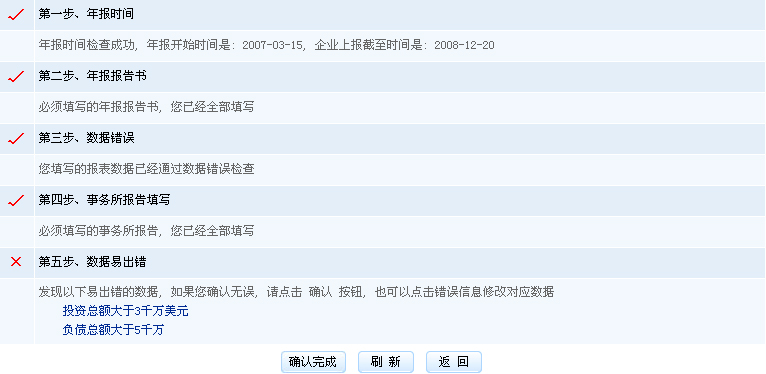 第一步、年报时间
年报时间检查成功, 年报开始时间是: 2007-03-15, 企业上报截至时间是: 2008-12-20
第二步、年报报告书
必须填写的年报报告书, 您已经全部填写
第三步、数据错误
您填写的报表数据已经通过数据错误检查
第四步、事务所报告填写
必须填写的事务所报告, 您已经全部填写
第五步、数据易出错
发现以下易出错的数据, 如果您确认无误, 请点击 确认 按钮, 也可以点击错误信息修改对应数据
投资总额大于3千万美元
负债总额大于5千万
确认完成 刷 新 返 回